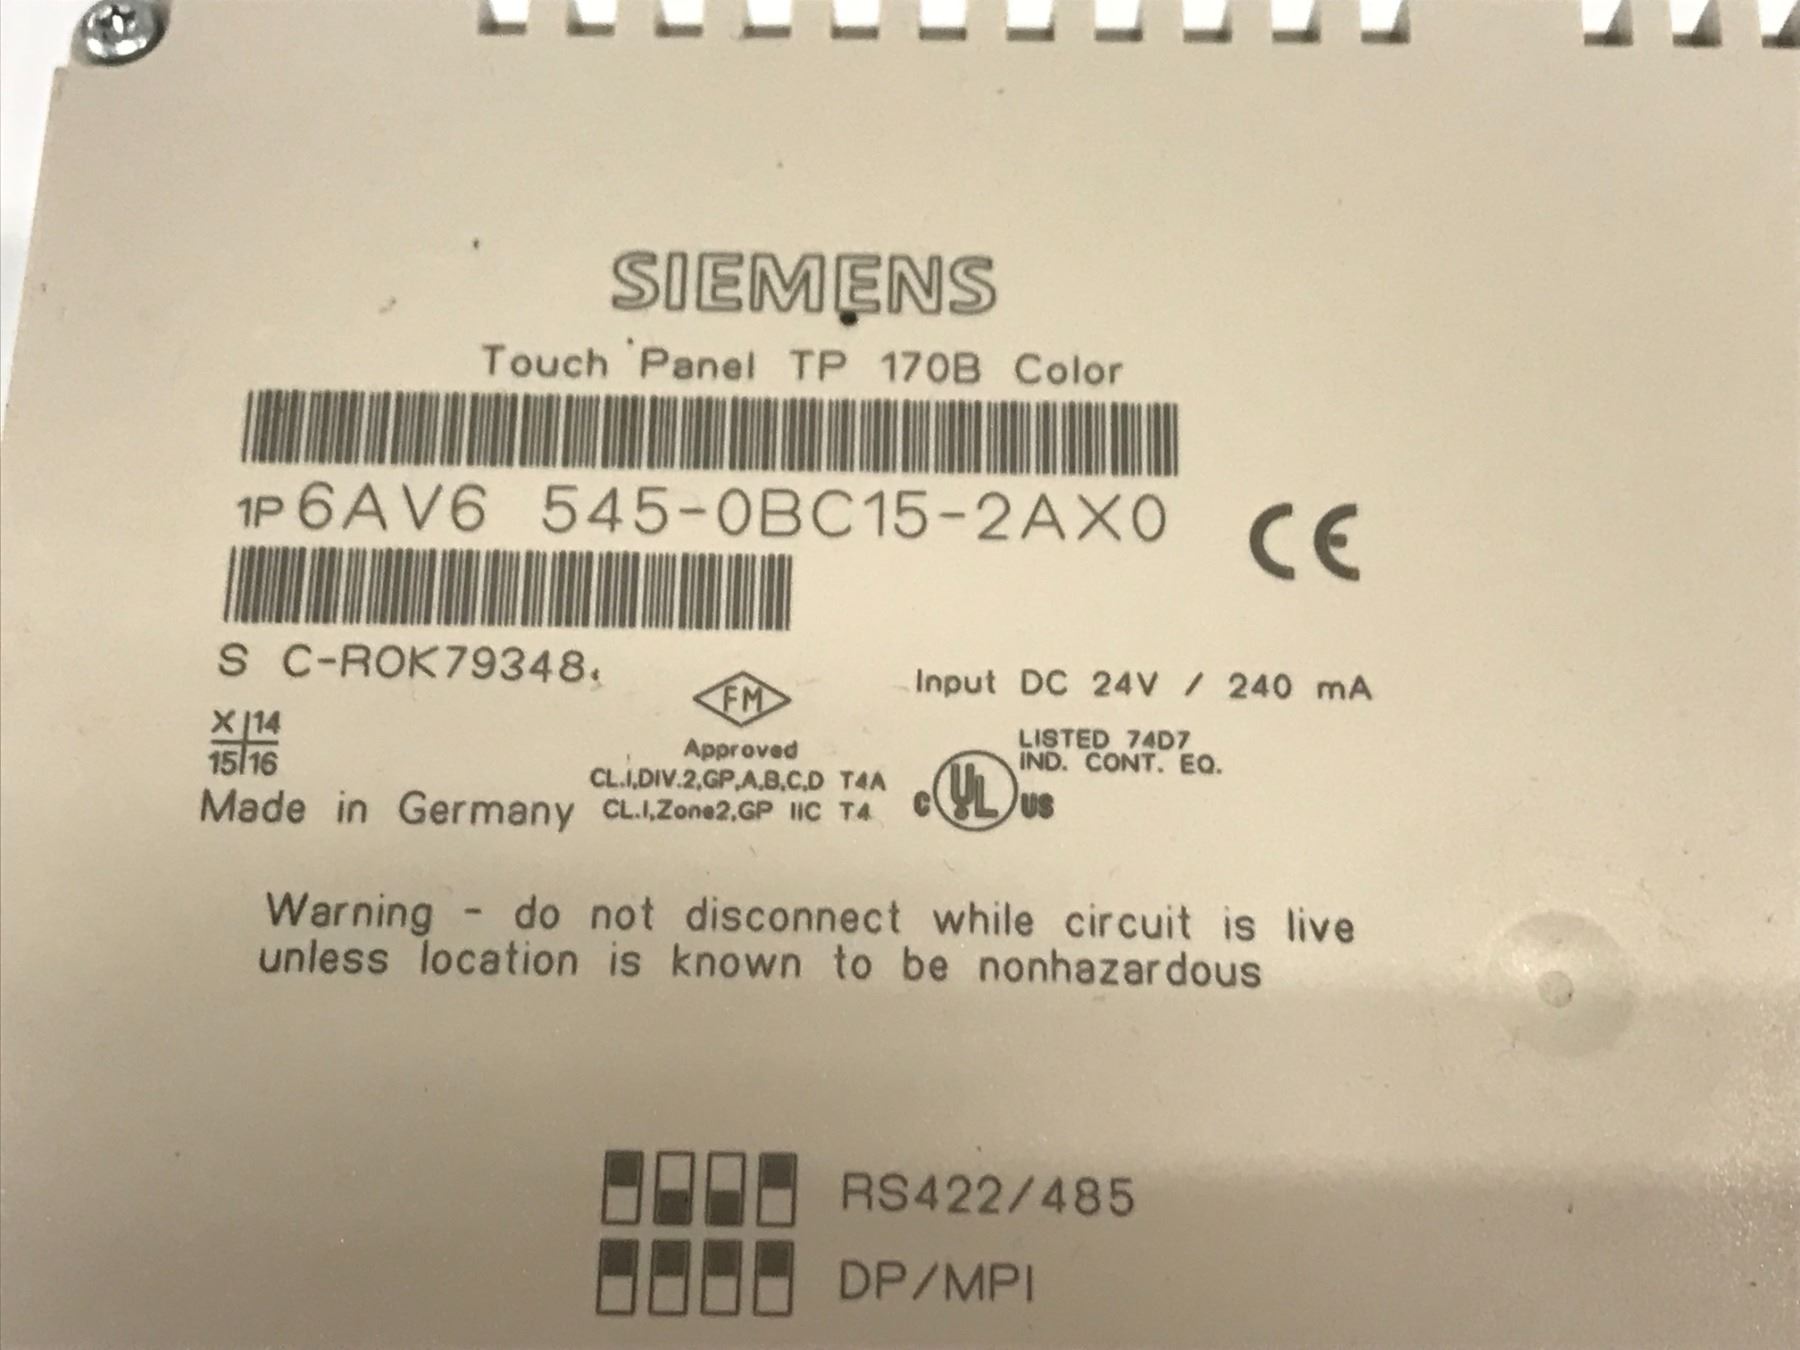 SIEMENS
Touch Panel TP 170B Color
1P 6AV6 545-0BC15-2AX0
CE
S C-R0K79348
X 14
15 16
Made in Germany
FM
Approved
CL.I,DIV.2,GP,A,B,C,D T4A
CL.I,Zone2,GP IIC T4
Input DC 24V / 240 mA
C UL US
LISTED 74D7
IND. CONT. EQ.
Warning - do not disconnect while circuit is live
unless location is known to be nonhazardous
RS422/485
DP/MPI